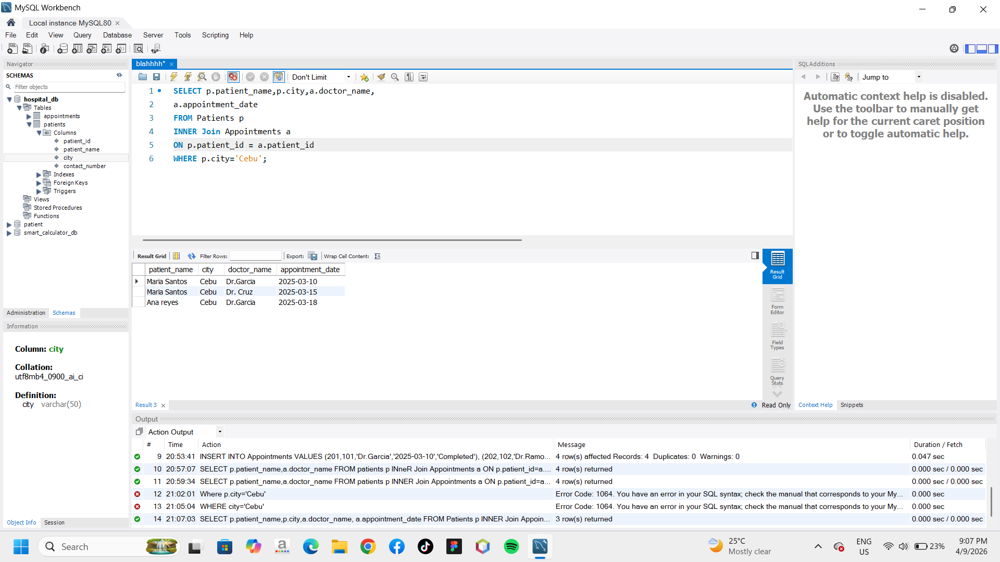 MySQL Workbench
Local instance MySQL80
File Edit View Query Database Server Tools Scripting Help
Navigator
SCHEMAS
Filter objects
hospital_db
Tables
appointments
patients
Columns
patient_id
patient_name
city
contact_number
Indexes
Foreign Keys
Triggers
Views
Stored Procedures
Functions
patient
smart_calculator_db
Administration Schemas
Information
Column: city
Collation:
utf8mb4_0900_ai_ci
Definition:
city varchar(50)
Object Info Session
blahhhh*
Don't Limit
1 SELECT p.patient_name,p.city,a.doctor_name,
2 a.appointment_date
3 FROM Patients p
4 INNER Join Appointments a
5 ON p.patient_id = a.patient_id
6 WHERE p.city='Cebu';
Result Grid Filter Rows: Export: Wrap Cell Content:
patient_name city doctor_name appointment_date
Maria Santos Cebu Dr.Garcia 2025-03-10
Maria Santos Cebu Dr. Cruz 2025-03-15
Ana reyes Cebu Dr.Garcia 2025-03-18
Result Grid
Form Editor
Field Types
Query Stats
Result 3
Read Only
SQLAdditions
Jump to
Automatic context help is disabled.
Use the toolbar to manually get
help for the current caret position
or to toggle automatic help.
Context Help Snippets
Output
Action Output
# Time Action Message Duration / Fetch
9 20:53:41 INSERT INTO Appointments VALUES (201,101,'Dr.Garcia','2025-03-10','Completed'), (202,102,'Dr.Ramo... 4 row(s) affected Records: 4 Duplicates: 0 Warnings: 0 0.047 sec
10 20:57:07 SELECT p.patient_name,a.doctor_name FROM patients p INneR Join Appointments a ON p.patient_id=a.... 4 row(s) returned 0.000 sec / 0.000 sec
11 20:59:34 SELECT p.patient_name,a.doctor_name FROM patients p INNER Join Appointments a ON p.patient_id=a... 4 row(s) returned 0.000 sec / 0.000 sec
12 21:02:01 Where p.city='Cebu' Error Code: 1064. You have an error in your SQL syntax; check the manual that corresponds to your My... 0.000 sec
13 21:05:04 WHERE city='Cebu' Error Code: 1064. You have an error in your SQL syntax; check the manual that corresponds to your My... 0.000 sec
14 21:07:03 SELECT p.patient_name,p.city,a.doctor_name, a.appointment_date FROM Patients p INNER Join Appoin... 3 row(s) returned 0.000 sec / 0.000 sec
Search
25°C
Mostly clear
ENG
US
23%
9:07 PM
4/9/2026